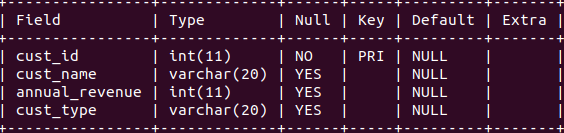 +----------------+-------------+------+-----+---------+-------+
| Field          | Type        | Null | Key | Default | Extra |
+----------------+-------------+------+-----+---------+-------+
| cust_id        | int(11)     | NO   | PRI | NULL    |       |
| cust_name      | varchar(20) | YES  |     | NULL    |       |
| annual_revenue | int(11)     | YES  |     | NULL    |       |
| cust_type      | varchar(20) | YES  |     | NULL    |       |
+----------------+-------------+------+-----+---------+-------+